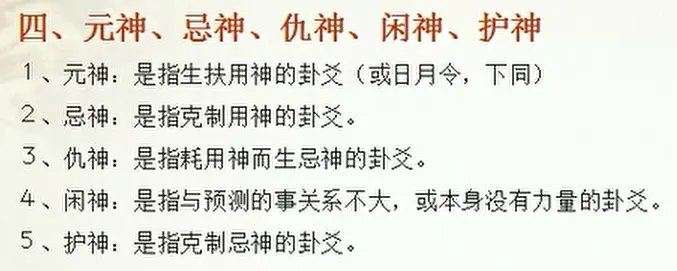 四、元神、忌神、仇神、闲神、护神
1、元神：是指生扶用神的卦爻（或日月令，下同）
2、忌神：是指克制用神的卦爻。
3、仇神：是指耗用神而生忌神的卦爻。
4、闲神：是指与预测的事关系不大，或本身没有力量的卦爻。
5、护神：是指克制忌神的卦爻。